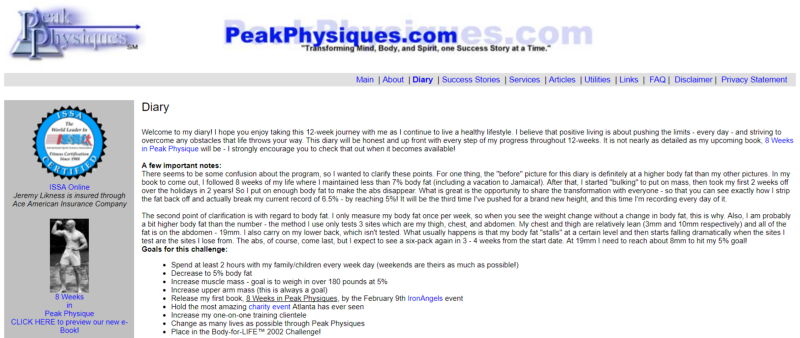 Peak
Physiques
SM
PeakPhysiques.com
"Transforming Mind, Body, and Spirit, one Success Story at a Time."
Main | About | Diary | Success Stories | Services | Articles | Utilities | Links | FAQ | Disclaimer | Privacy Statement
ISSA
The
World Leader In
Fitness Certification
Since 1988
CERTIFIED
ISSA Online
Jeremy Likness is insured through
Ace American Insurance Company
8 Weeks
in
Peak Physique
CLICK HERE to preview our new e-
Book!
Diary
Welcome to my diary! I hope you enjoy taking this 12-week journey with me as I continue to live a healthy lifestyle. I believe that positive living is about pushing the limits - every day - and striving to
overcome any obstacles that life throws your way. This diary will be honest and up front with every step of my progress throughout 12-weeks. It is not nearly as detailed as my upcoming book, 8 Weeks
in Peak Physique will be - I strongly encourage you to check that out when it becomes available!
A few important notes:
There seems to be some confusion about the program, so I wanted to clarify these points. For one thing, the "before" picture for this diary is definitely at a higher body fat than my other pictures. In my
book to come out, I followed 8 weeks of my life where I maintained less than 7% body fat (including a vacation to Jamaica!). After that, I started "bulking" to put on mass, then took my first 2 weeks off
over the holidays in 2 years! So I put on enough body fat to make the abs disappear. What is great is the opportunity to share the transformation with everyone - so that you can see exactly how I strip
the fat back off and actually break my current record of 6.5% - by reaching 5%! It will be the third time I've pushed for a brand new height, and this time I'm recording every day of it.
The second point of clarification is with regard to body fat. I only measure my body fat once per week, so when you see the weight change without a change in body fat, this is why. Also, I am probably
a bit higher body fat than the number - the method I use only tests 3 sites which are my thigh, chest, and abdomen. My chest and thigh are relatively lean (3mm and 10mm respectively) and all of the
fat is on the abdomen - 19mm. I also carry on my lower back, which isn't tested. What usually happens is that my body fat "stalls" at a certain level and then starts falling dramatically when the sites I
test are the sites I lose from. The abs, of course, come last, but I expect to see a six-pack again in 3 - 4 weeks from the start date. At 19mm I need to reach about 8mm to hit my 5% goal!
Goals for this challenge:
Spend at least 2 hours with my family/children every week day (weekends are theirs as much as possible!)
Decrease to 5% body fat
Increase muscle mass - goal is to weigh in over 180 pounds at 5%
Increase upper arm mass (this is always a goal)
Release my first book, 8 Weeks in Peak Physiques, by the February 9th IronAngels event
Hold the most amazing charity event Atlanta has ever seen
Increase my one-on-one training clientele
Change as many lives as possible through Peak Physiques
Place in the Body-for-LIFE™ 2002 Challenge!